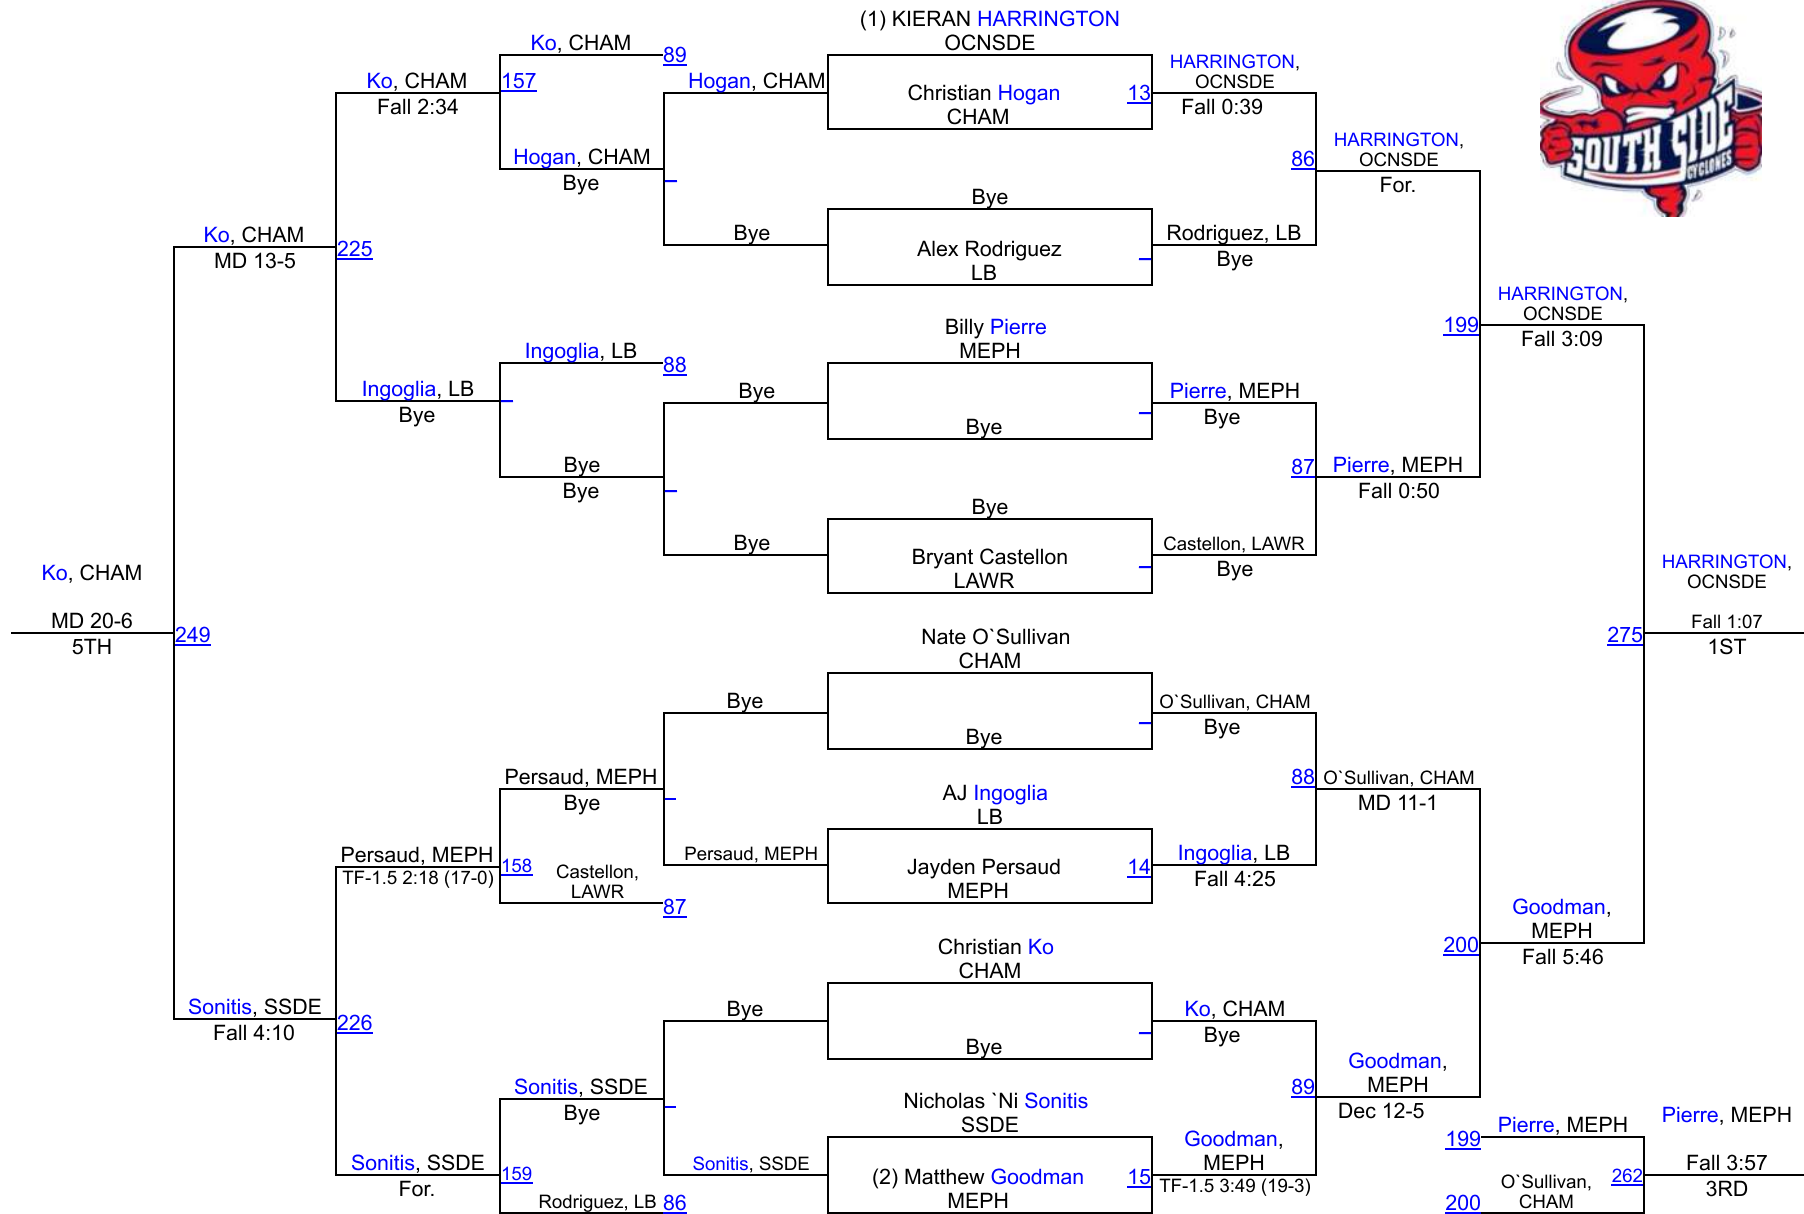 (1) KIERAN HARRINGTON
OCNSDE
Christian Hogan
CHAM
13
Bye
Alex Rodriguez
LB
Billy Pierre
MEPH
Bye
Bye
Bryant Castellon
LAWR
Nate O`Sullivan
CHAM
Bye
AJ Ingoglia
LB
Jayden Persaud
MEPH
14
Christian Ko
CHAM
Bye
Nicholas `Ni Sonitis
SSDE
(2) Matthew Goodman
MEPH
15
HARRINGTON,
OCNSDE
Fall 0:39
Rodriguez, LB
Bye
86
Pierre, MEPH
Bye
Castellon, LAWR
Bye
87
O`Sullivan, CHAM
Bye
Ingoglia, LB
Fall 4:25
88
Ko, CHAM
Bye
Goodman,
MEPH
TF-1.5 3:49 (19-3)
89
HARRINGTON,
OCNSDE
For.
Pierre, MEPH
Fall 0:50
199
O`Sullivan, CHAM
MD 11-1
Goodman,
MEPH
Dec 12-5
200
HARRINGTON,
OCNSDE
Fall 3:09
Goodman,
MEPH
Fall 5:46
275
HARRINGTON,
OCNSDE
Fall 1:07
1ST
199
Pierre, MEPH
200
O`Sullivan,
CHAM
262
Pierre, MEPH
Fall 3:57
3RD
Hogan, CHAM
Bye
Bye
Bye
Bye
Persaud, MEPH
Bye
Sonitis, SSDE
Ko, CHAM
89
Hogan, CHAM
Bye
Ingoglia, LB
88
Bye
Bye
Persaud, MEPH
Bye
Castellon,
LAWR
87
Sonitis, SSDE
Bye
Rodriguez, LB
86
Ko, CHAM
Fall 2:34
157
Ingoglia, LB
Bye
Persaud, MEPH
TF-1.5 2:18 (17-0)
158
Sonitis, SSDE
For.
159
Ko, CHAM
MD 13-5
225
Sonitis, SSDE
Fall 4:10
226
Ko, CHAM
MD 20-6
5TH
249
SOUTH SIDE
CYCLONES